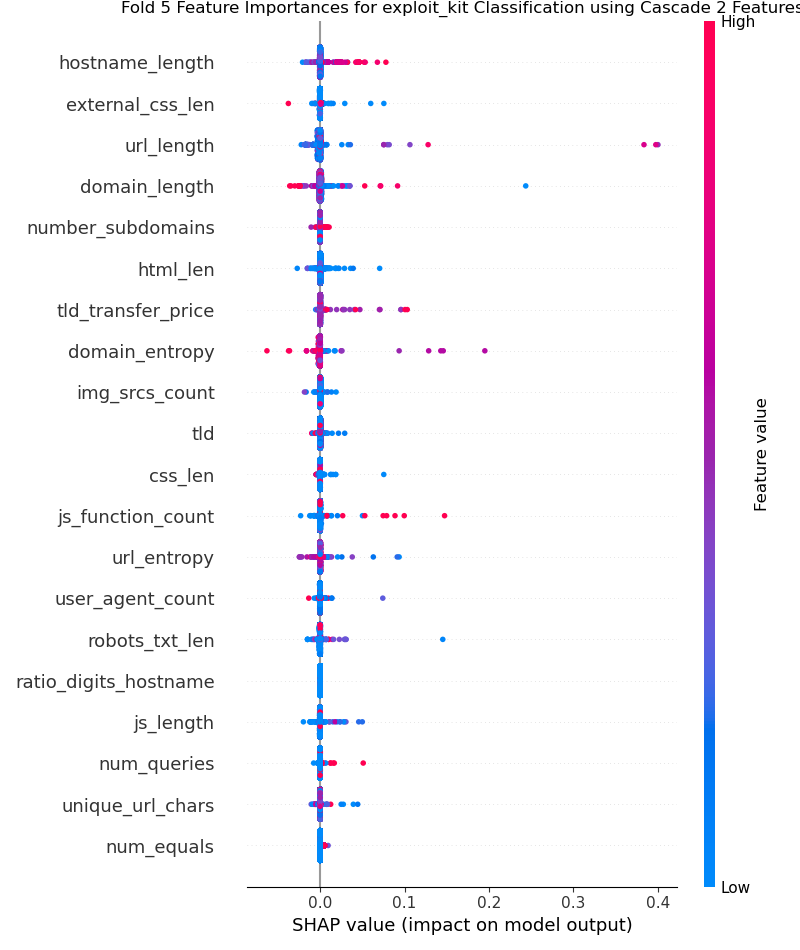 Fold 5 Feature Importances for exploit_kit Classification using Cascade 2 Features
High
hostname_length
external_css_len
url_length
domain_length
number_subdomains
html_len
tld_transfer_price
domain_entropy
img_srcs_count
tld
css_len
js_function_count
url_entropy
user_agent_count
robots_txt_len
ratio_digits_hostname
js_length
num_queries
unique_url_chars
num_equals
Feature value
Low
0.0 0.1 0.2 0.3 0.4
SHAP value (impact on model output)